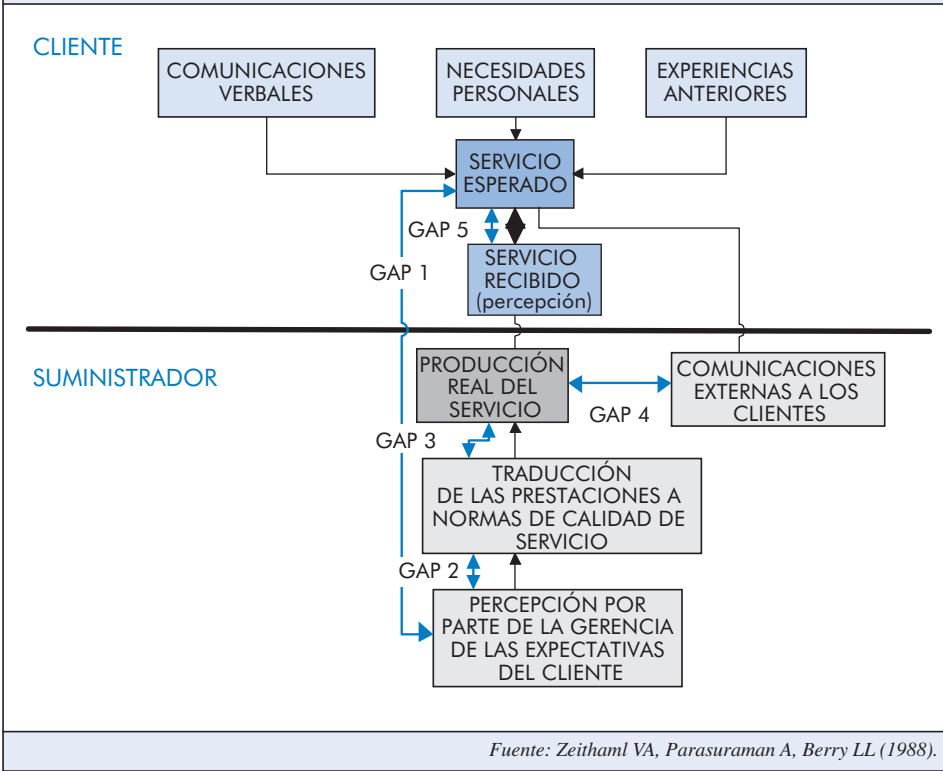 CLIENTE
COMUNICACIONES
VERBALES
NECESIDADES
PERSONALES
EXPERIENCIAS
ANTERIORES
SERVICIO
ESPERADO
GAP 5
GAP 1
SERVICIO
RECIBIDO
(percepción)
SUMINISTRADOR
PRODUCCIÓN
REAL DEL
SERVICIO
COMUNICACIONES
EXTERNAS A LOS
CLIENTES
GAP 4
GAP 3
TRADUCCIÓN
DE LAS PRESTACIONES A
NORMAS DE CALIDAD DE
SERVICIO
GAP 2
PERCEPCIÓN POR
PARTE DE LA GERENCIA
DE LAS EXPECTATIVAS
DEL CLIENTE
Fuente: Zeithaml VA, Parasuraman A, Berry LL (1988).